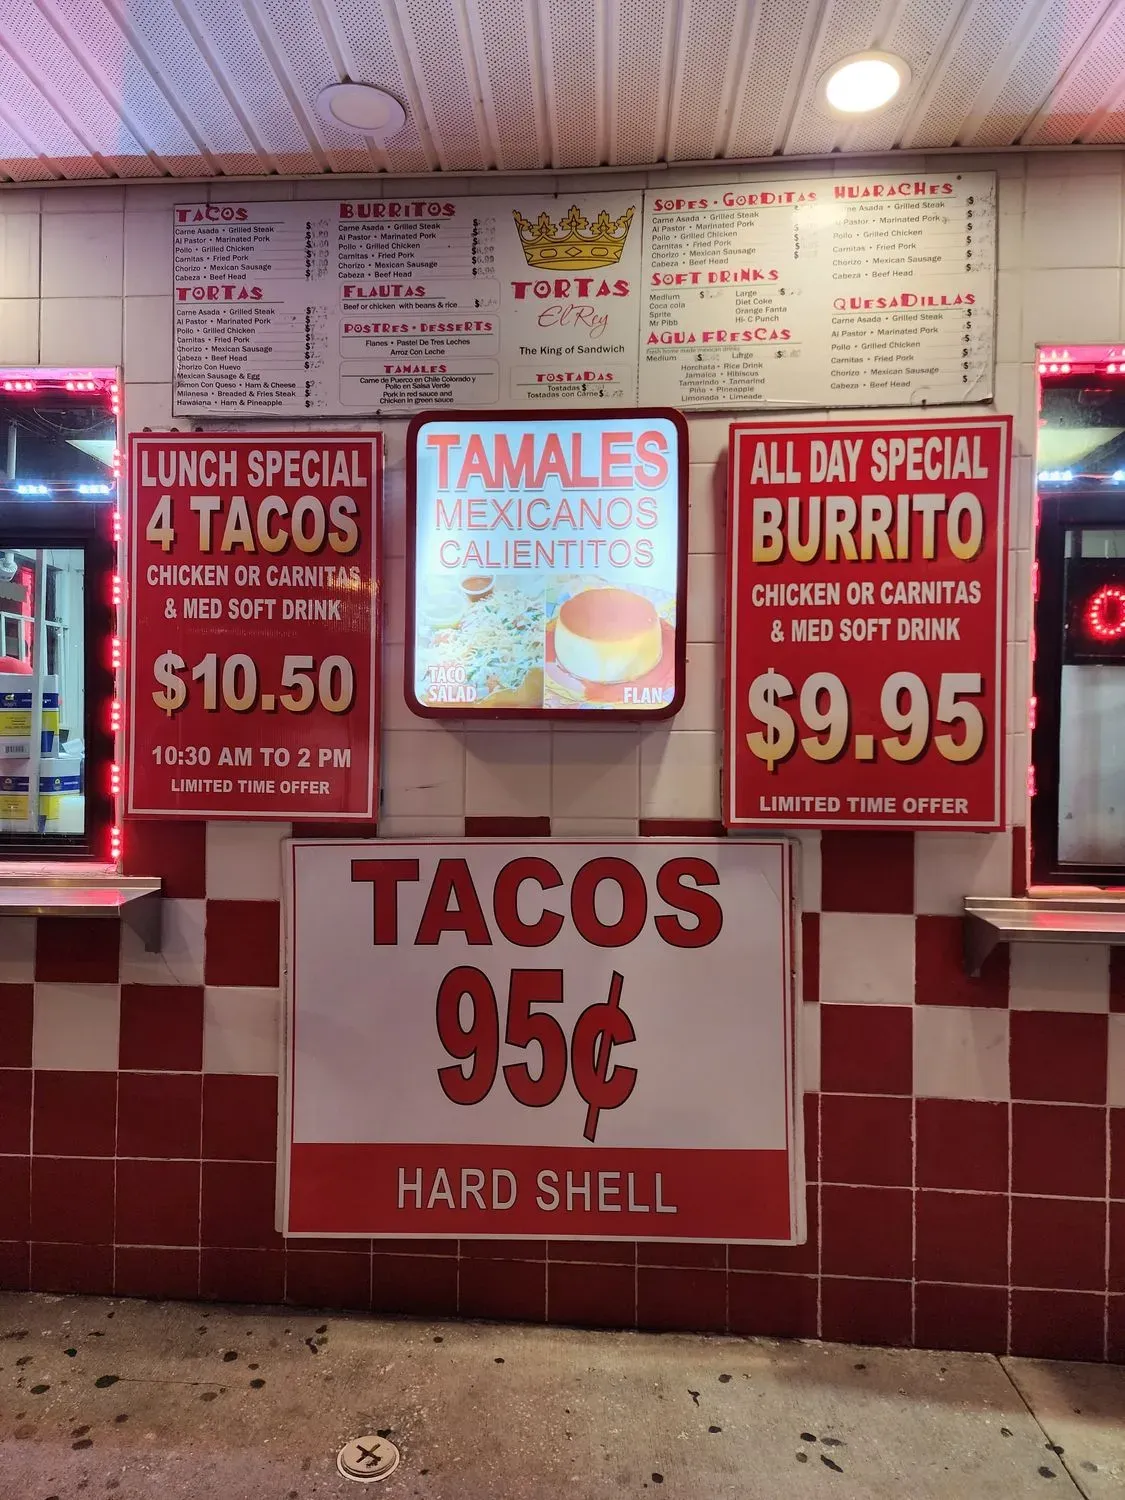 TACOS
Carne Asada • Grilled Steak
Al Pastor • Marinated Pork
Pollo • Grilled Chicken
Carnitas • Fried Pork
Chorizo • Mexican Sausage
Cabeza • Beef Head
TORTAS
Carne Asada • Grilled Steak
Al Pastor • Marinated Pork
Pollo • Grilled Chicken
Carnitas • Fried Pork
Chorizo • Mexican Sausage
Cabeza • Beef Head
Chorizo Con Huevo
Mexican Sausage & Egg
Jamon Con Queso • Ham & Cheese
Milanesa • Breaded & Fries Steak
Hawaiana • Ham & Pineapple
BURRITOS
Carne Asada • Grilled Steak
Al Pastor • Marinated Pork
Pollo • Grilled Chicken
Carnitas • Fried Pork
Chorizo • Mexican Sausage
Cabeza • Beef Head
FLAUTAS
Beef or chicken with beans & rice
POSTRES • DESSERTS
Flanes • Pastel De Tres Leches
Arroz Con Leche
TAMALES
Carne de Puerco en Chile Colorado y
Pollo en Salsa Verde
Pork in red sauce and
Chicken in green sauce
TORTAS
El Rey
The King of Sandwich
TOSTADAS
Tostadas $
Tostadas con Carne $
SOPES • GORDITAS
Carne Asada • Grilled Steak
Al Pastor • Marinated Pork
Pollo • Grilled Chicken
Carnitas • Fried Pork
Chorizo • Mexican Sausage
Cabeza • Beef Head
SOFT DRINKS
Medium $ Large $
Coca cola Diet Coke
Sprite Orange Fanta
Mr Pibb Hi-C Punch
AGUA FRESCAS
Fresh home made mexican drinks
Medium $ Large $
Horchata • Rice Drink
Jamaica • Hibiscus
Tamarindo • Tamarind
Piña • Pineapple
Limonada • Limeade
HUARACHES
Asada • Grilled Steak
Al Pastor • Marinated Pork
Pollo • Grilled Chicken
Carnitas • Fried Pork
Chorizo • Mexican Sausage
Cabeza • Beef Head
QUESADILLAS
Carne Asada • Grilled Steak
Al Pastor • Marinated Pork
Pollo • Grilled Chicken
Carnitas • Fried Pork
Chorizo • Mexican Sausage
Cabeza • Beef Head
LUNCH SPECIAL
4 TACOS
CHICKEN OR CARNITAS
& MED SOFT DRINK
$10.50
10:30 AM TO 2 PM
LIMITED TIME OFFER
TAMALES
MEXICANOS
CALIENTITOS
TACO
SALAD
FLAN
ALL DAY SPECIAL
BURRITO
CHICKEN OR CARNITAS
& MED SOFT DRINK
$9.95
LIMITED TIME OFFER
TACOS
95¢
HARD SHELL